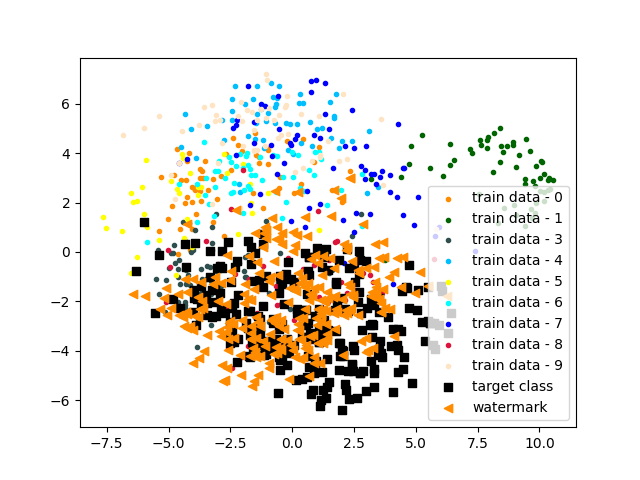 6
4
2
0
−2
−4
−6
−7.5 −5.0 −2.5 0.0 2.5 5.0 7.5 10.0
train data - 0
train data - 1
train data - 3
train data - 4
train data - 5
train data - 6
train data - 7
train data - 8
train data - 9
target class
watermark